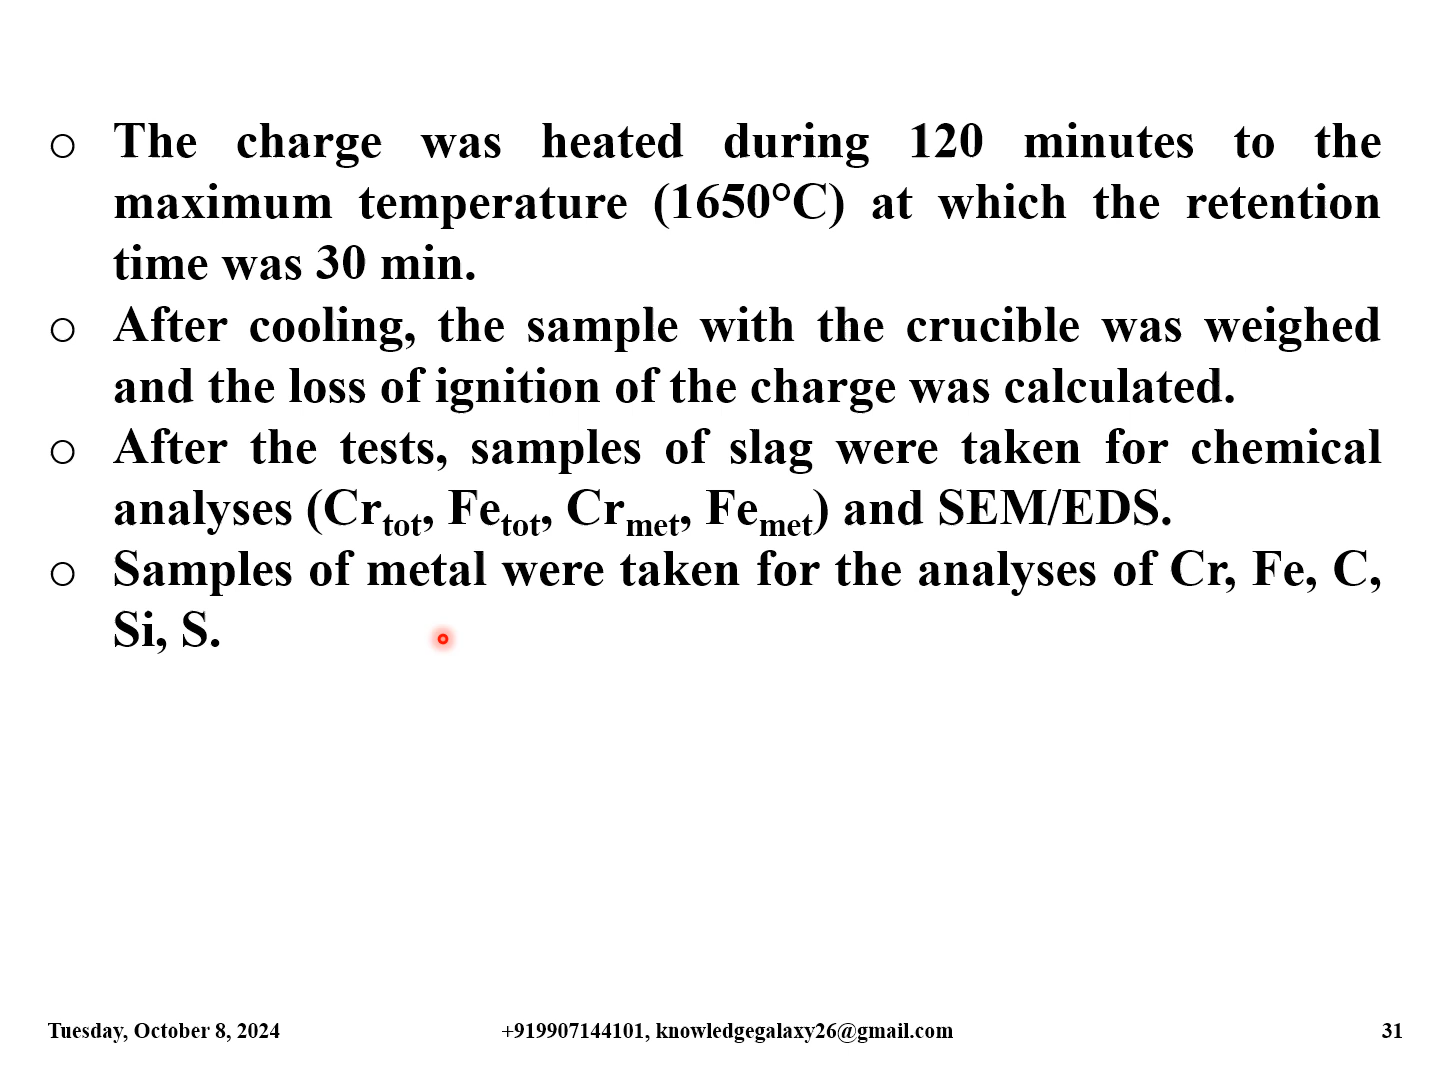 ○ The charge was heated during 120 minutes to the
maximum temperature (1650°C) at which the retention
time was 30 min.
○ After cooling, the sample with the crucible was weighed
and the loss of ignition of the charge was calculated.
○ After the tests, samples of slag were taken for chemical
analyses (Crtot, Fetot, Crmet, Femet) and SEM/EDS.
○ Samples of metal were taken for the analyses of Cr, Fe, C,
Si, S.
Tuesday, October 8, 2024 +919907144101, knowledgegalaxy26@gmail.com 31